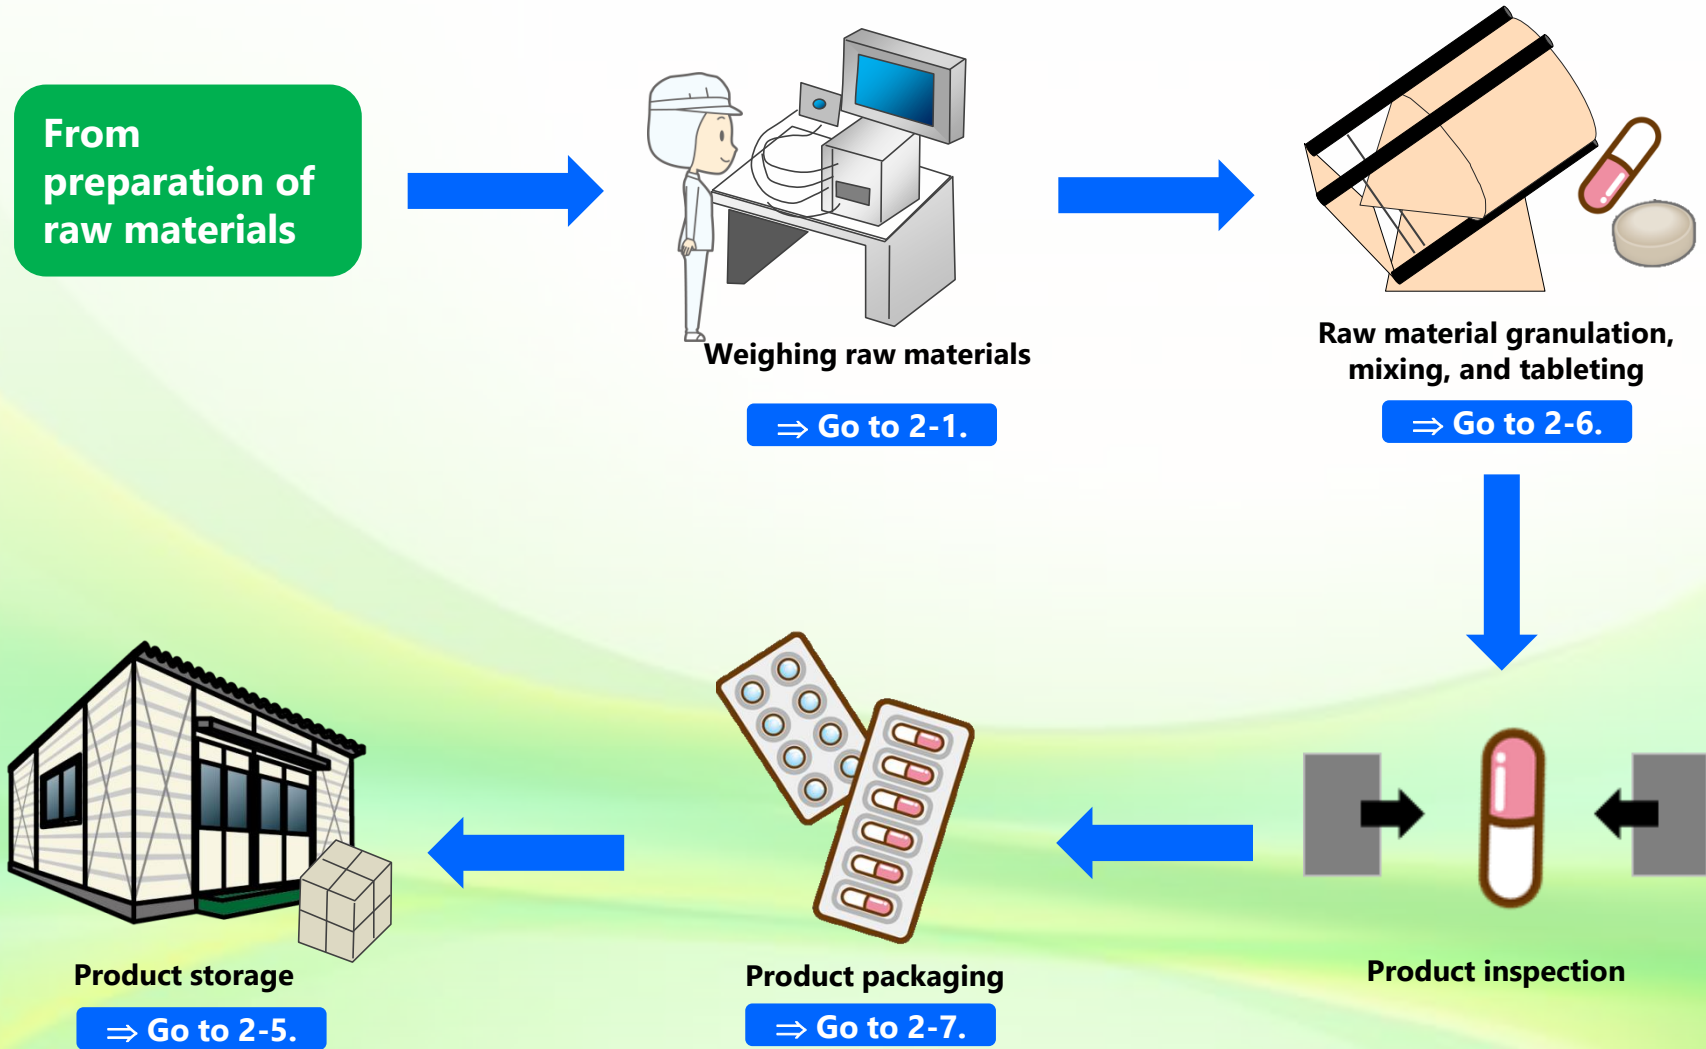 From
preparation of
raw materials
Weighing raw materials
⇒ Go to 2-1.
Raw material granulation,
mixing, and tableting
⇒ Go to 2-6.
Product inspection
Product packaging
⇒ Go to 2-7.
Product storage
⇒ Go to 2-5.